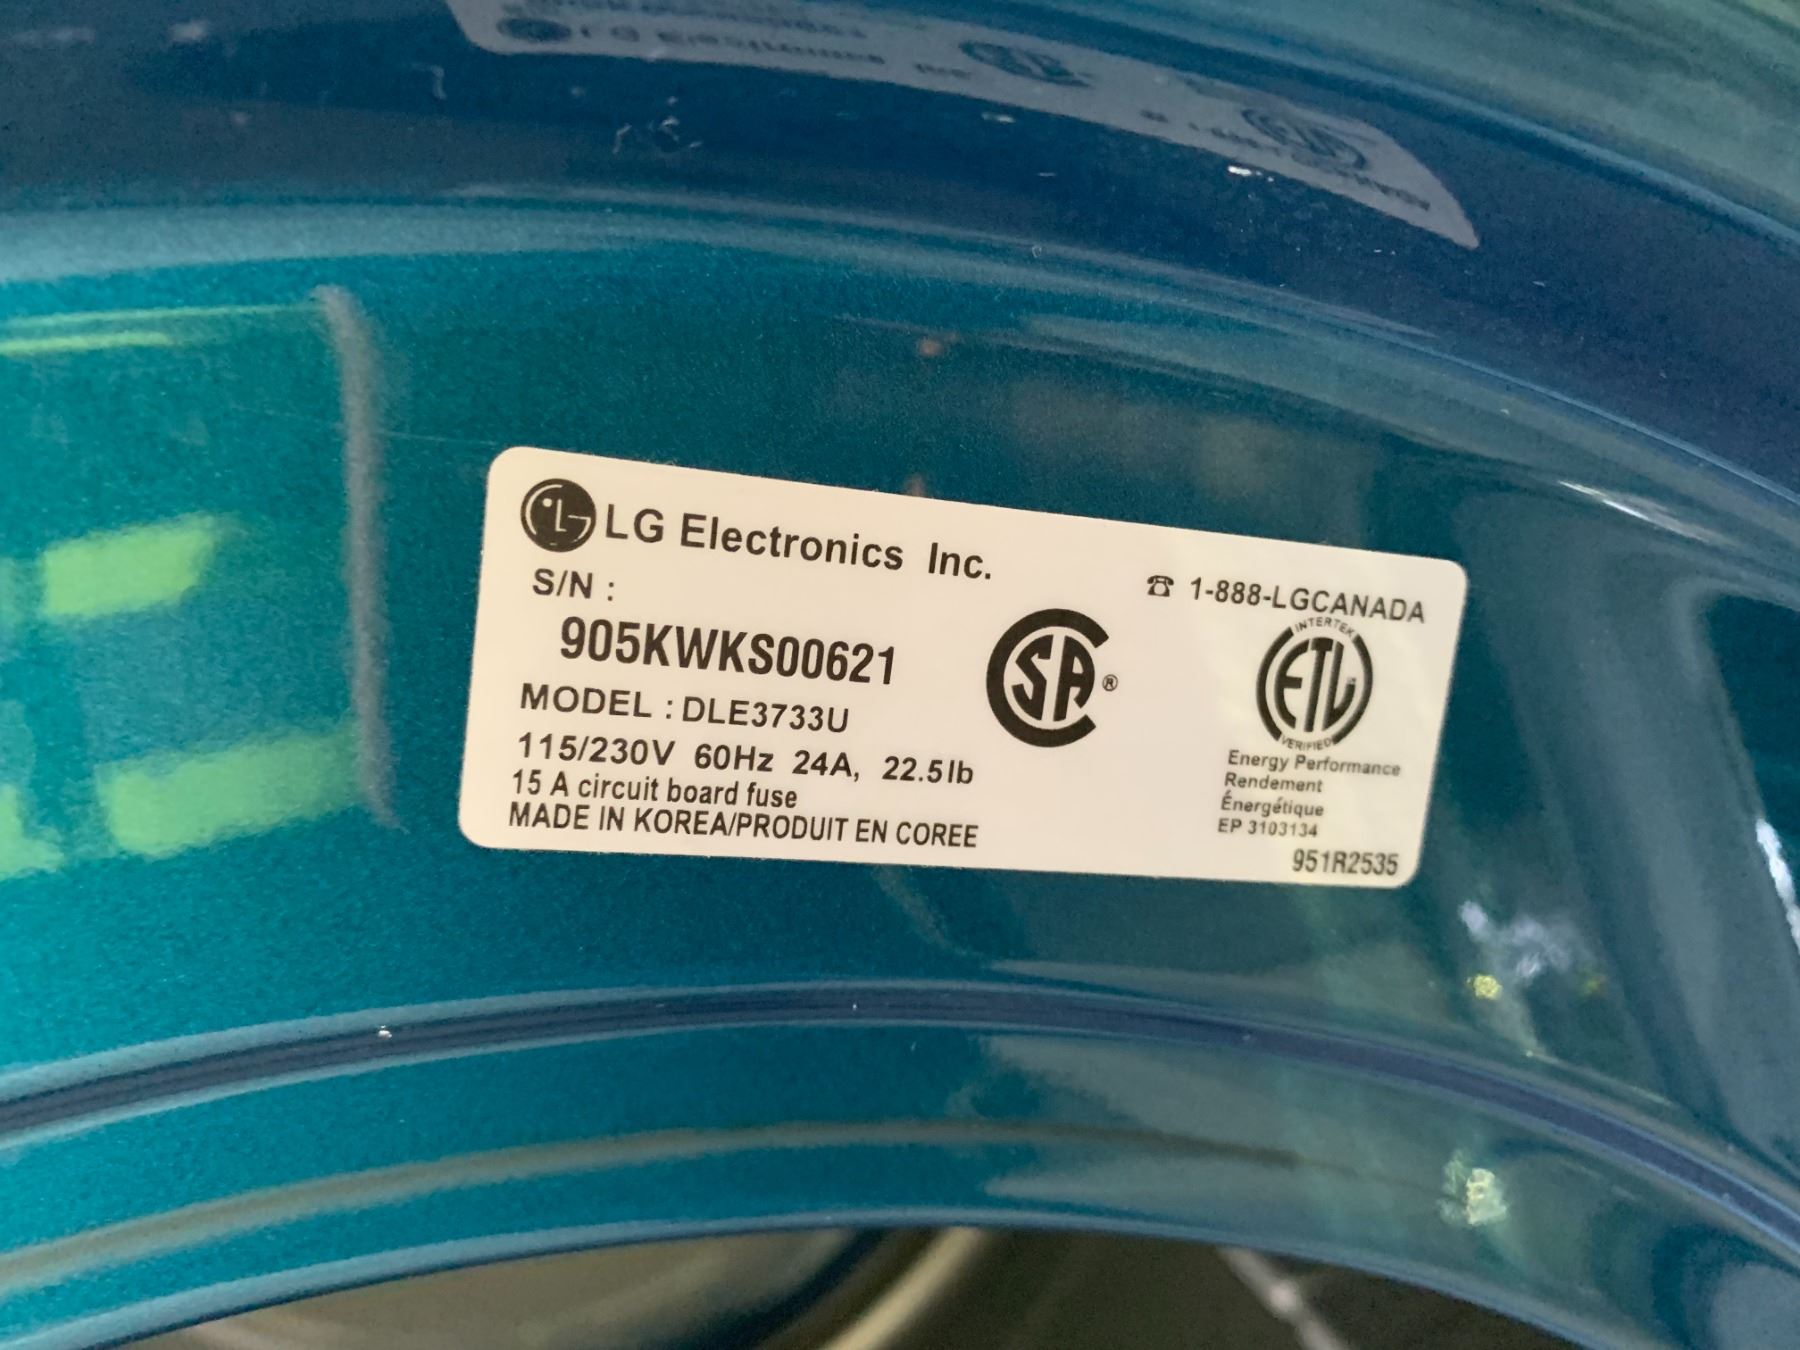 LG Electronics Inc.
S/N :
905KWKS00621
MODEL : DLE3733U
115/230V 60Hz 24A, 22.5lb
15 A circuit board fuse
MADE IN KOREA/PRODUIT EN COREE
SA ®
☎ 1-888-LGCANADA
INTERTEK
ETL
VERIFIED
Energy Performance
Rendement
Énergétique
EP 3103134
951R2535